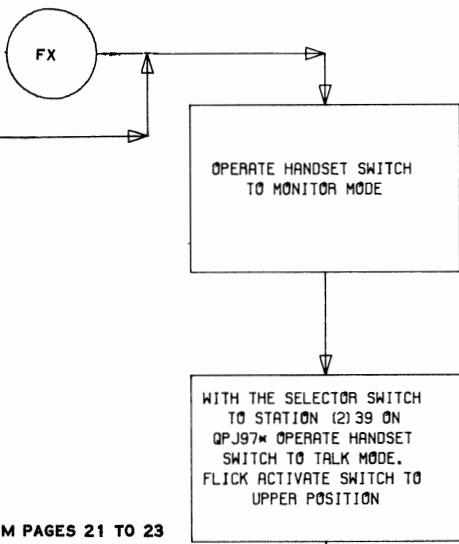 FX
OPERATE HANDSET SWITCH
TO MONITOR MODE
WITH THE SELECTOR SWITCH
TO STATION (2)39 ON
QPJ97* OPERATE HANDSET
SWITCH TO TALK MODE.
FLICK ACTIVATE SWITCH TO
UPPER POSITION
M PAGES 21 TO 23